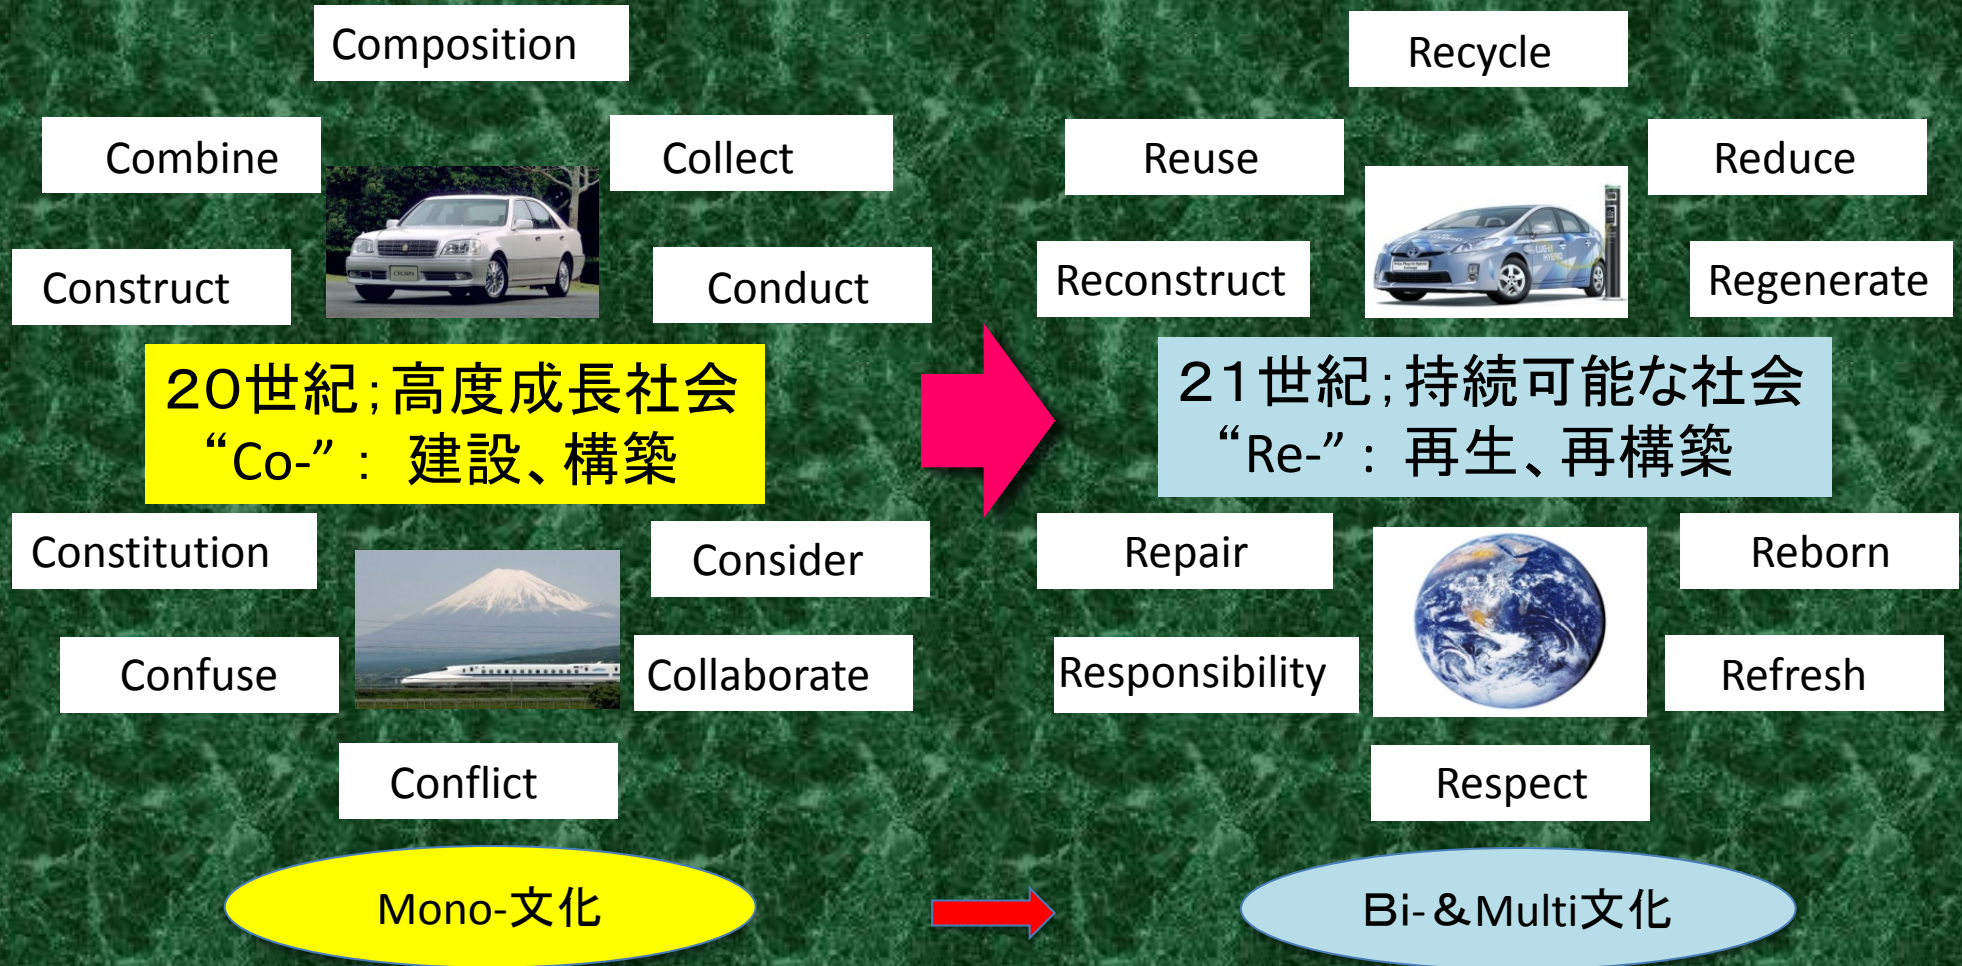 Composition
Combine
Collect
Construct
Conduct
CROWN
20世紀;高度成長社会
“Co-”： 建設、構築
Constitution
Consider
Confuse
Collaborate
Conflict
Mono-文化
Recycle
Reuse
Reduce
Reconstruct
Regenerate
21世紀;持続可能な社会
“Re-”： 再生、再構築
Repair
Reborn
Responsibility
Refresh
Respect
Bi-＆Multi文化